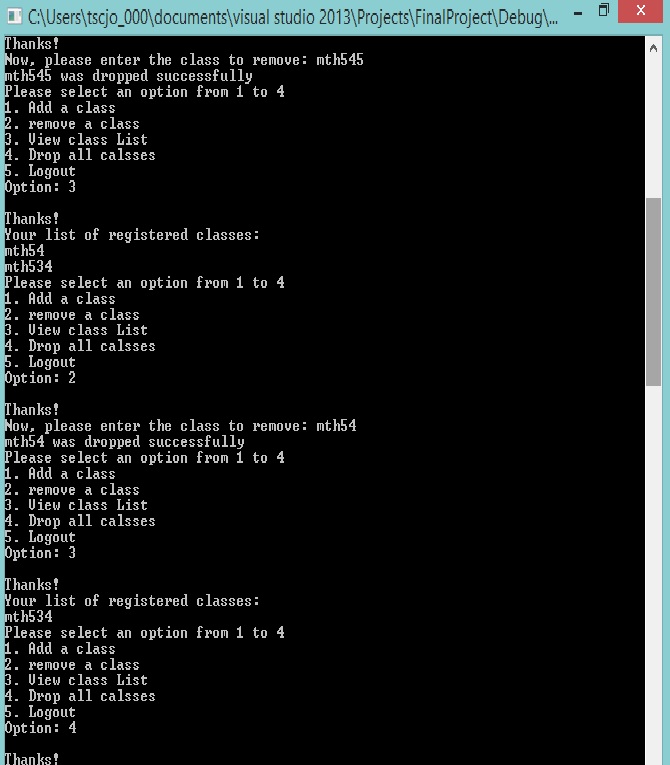 C:\Users\tscjo_000\documents\visual studio 2013\Projects\FinalProject\Debug\...
Thanks!
Now, please enter the class to remove: mth545
mth545 was dropped successfully
Please select an option from 1 to 4
1. Add a class
2. remove a class
3. View class List
4. Drop all calsses
5. Logout
Option: 3
Thanks!
Your list of registered classes:
mth54
mth534
Please select an option from 1 to 4
1. Add a class
2. remove a class
3. View class List
4. Drop all calsses
5. Logout
Option: 2
Thanks!
Now, please enter the class to remove: mth54
mth54 was dropped successfully
Please select an option from 1 to 4
1. Add a class
2. remove a class
3. View class List
4. Drop all calsses
5. Logout
Option: 3
Thanks!
Your list of registered classes:
mth534
Please select an option from 1 to 4
1. Add a class
2. remove a class
3. View class List
4. Drop all calsses
5. Logout
Option: 4
Thanks!